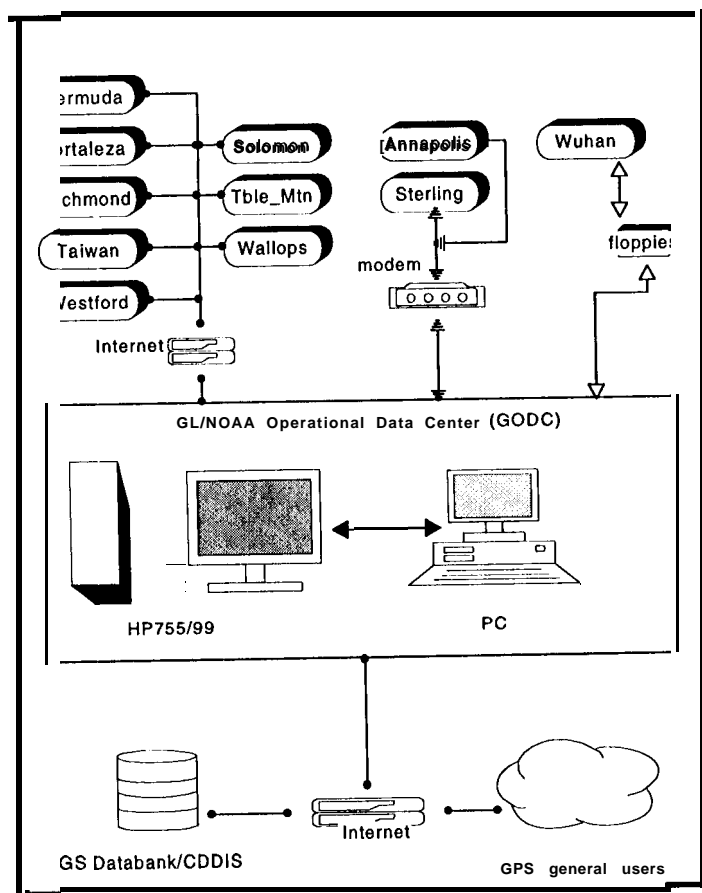 ermuda
ortaleza
Solomon
Annapolis
Wuhan
chmond
Tble_Mtn
Sterling
Taiwan
Wallops
modem
floppies
Westford
Internet
GL/NOAA Operational Data Center (GODC)
HP755/99
PC
Internet
GS Databank/CDDIS
GPS general users